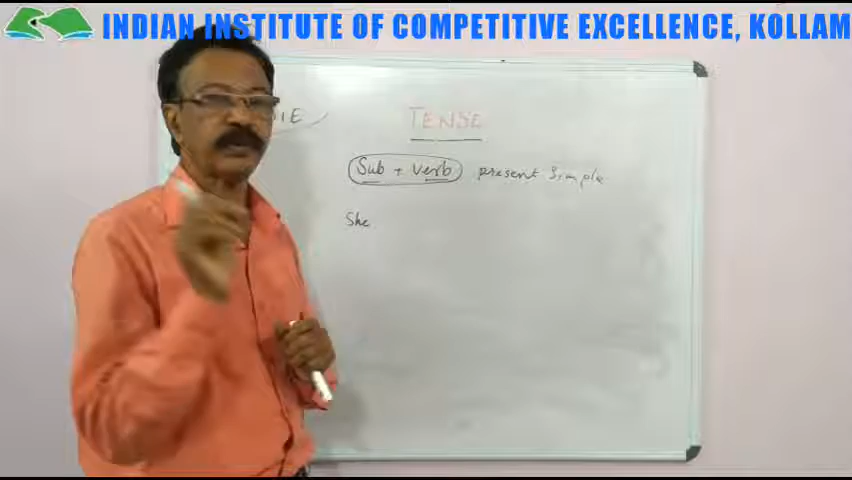 INDIAN INSTITUTE OF COMPETITIVE EXCELLENCE, KOLLAM
TENSE
Sub + Verb present Simple
She